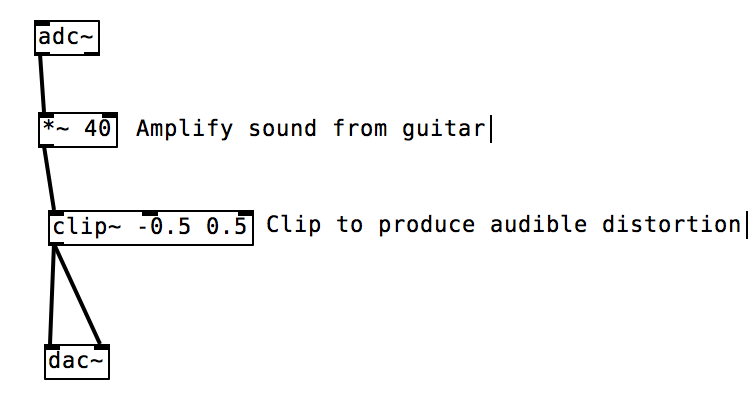 adc~
*~ 40 Amplify sound from guitar
clip~ -0.5 0.5 Clip to produce audible distortion
dac~